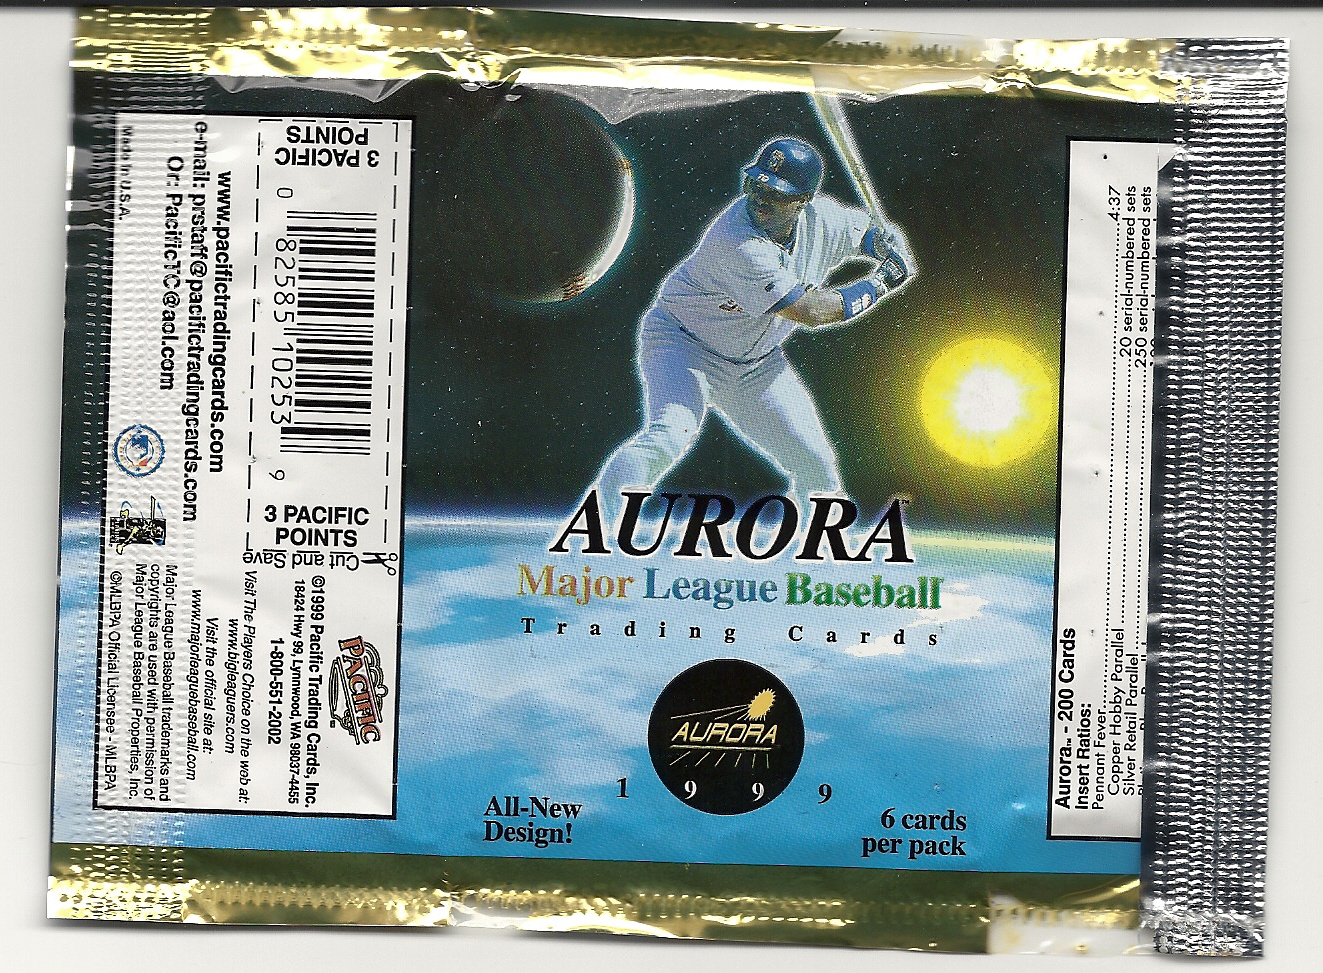 3 PACIFIC
POINTS
0 82585 10253 9
3 PACIFIC
POINTS
Cut and Save
www.pacifictradingcards.com
e-mail: prstaff@pacifictradingcards.com
Or: PacificTC@aol.com
Made in U.S.A.
PACIFIC
©1999 Pacific Trading Cards, Inc.
18424 Hwy 99, Lynnwood, WA 98037-4455
1-800-551-2002
Visit The Players Choice on the web at:
www.bigleaguers.com
Visit the official site at:
www.majorleaguebaseball.com
Major League Baseball trademarks and
copyrights are used with permission of
Major League Baseball Properties, Inc.
©MLBPA Official Licensee - MLBPA
AURORA™
Major League Baseball
Trading Cards
AURORA
1999
All-New
Design!
6 cards
per pack
Aurora™ - 200 Cards
Insert Ratios:
Pennant Fever..........4:37
Copper Hobby Parallel..........20 serial-numbered sets
Silver Retail Parallel..........250 serial-numbered sets